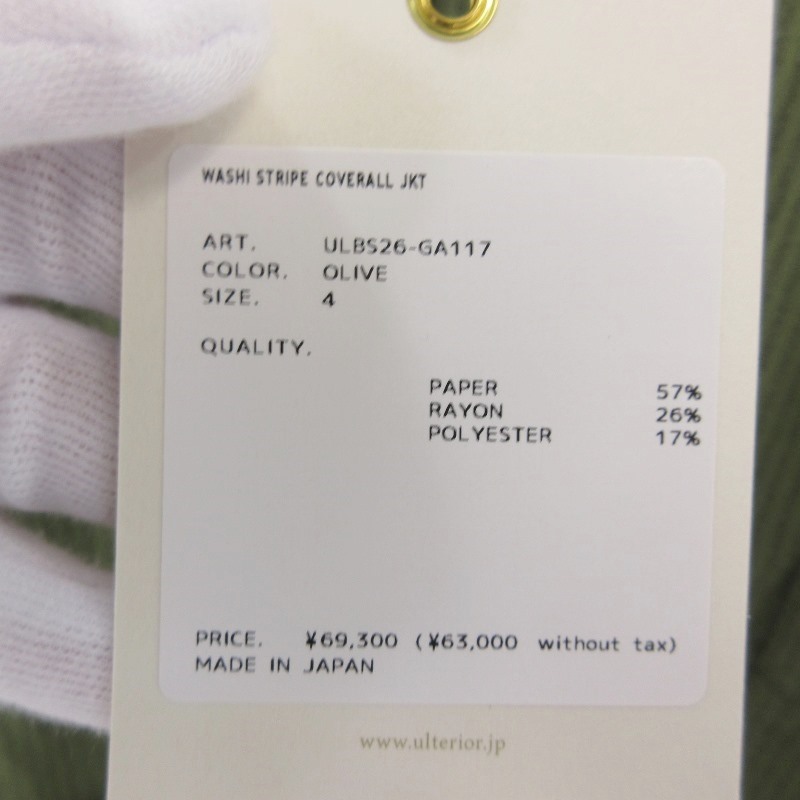 WASHI STRIPE COVERALL JKT
ART. ULBS26-GA117
COLOR. OLIVE
SIZE. 4
QUALITY.
PAPER 57%
RAYON 26%
POLYESTER 17%
PRICE. ¥69,300 (¥63,000 without tax)
MADE IN JAPAN
www.ulterior.jp